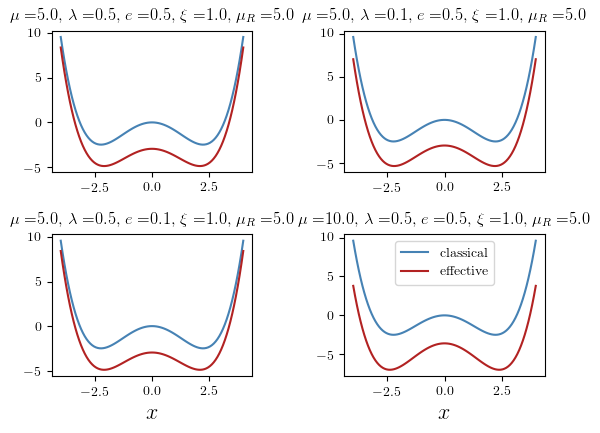 μ =5.0, λ =0.5, e =0.5, ξ =1.0, μ_R =5.0
μ =5.0, λ =0.1, e =0.5, ξ =1.0, μ_R =5.0
10
5
0
−5
−2.5 0.0 2.5
10
5
0
−5
−2.5 0.0 2.5
μ =5.0, λ =0.5, e =0.1, ξ =1.0, μ_R =5.0
μ =10.0, λ =0.5, e =0.5, ξ =1.0, μ_R =5.0
10
5
0
−5
−2.5 0.0 2.5
x
classical
effective
10
5
0
−5
−2.5 0.0 2.5
x